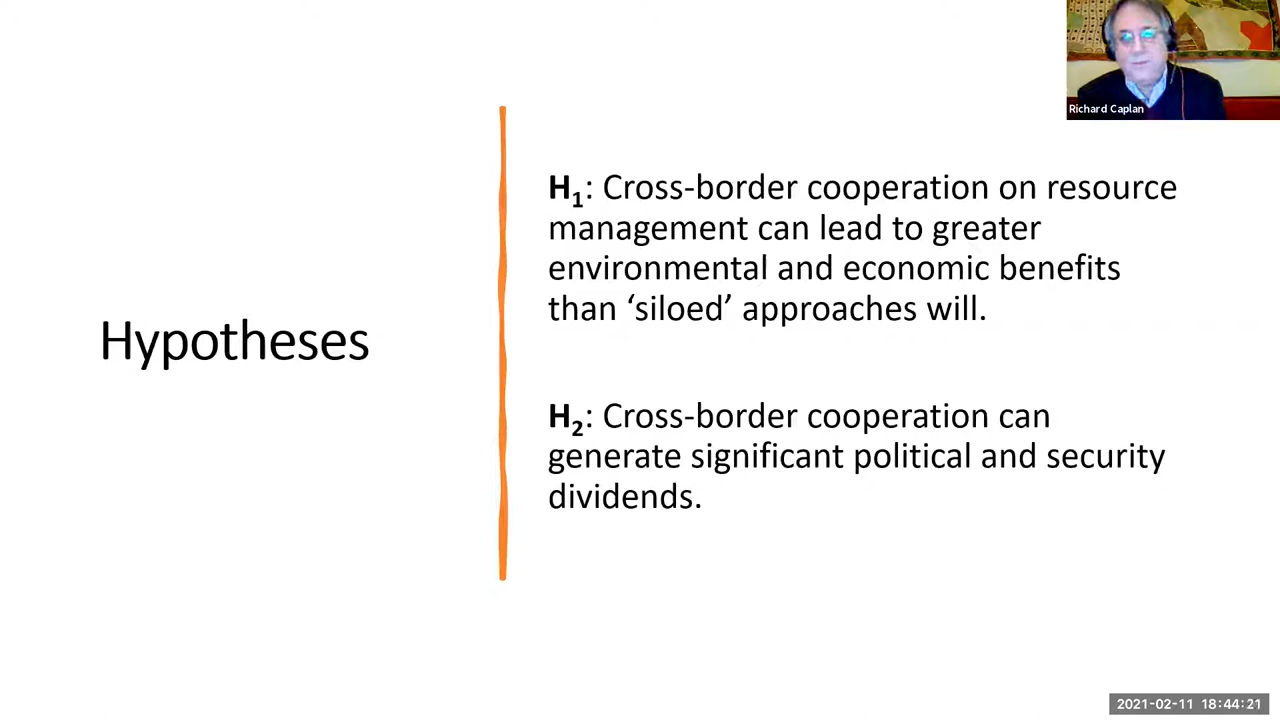 Richard Caplan
Hypotheses
H₁: Cross-border cooperation on resource
management can lead to greater
environmental and economic benefits
than ‘siloed’ approaches will.
H₂: Cross-border cooperation can
generate significant political and security
dividends.
2021-02-11 18:44:21